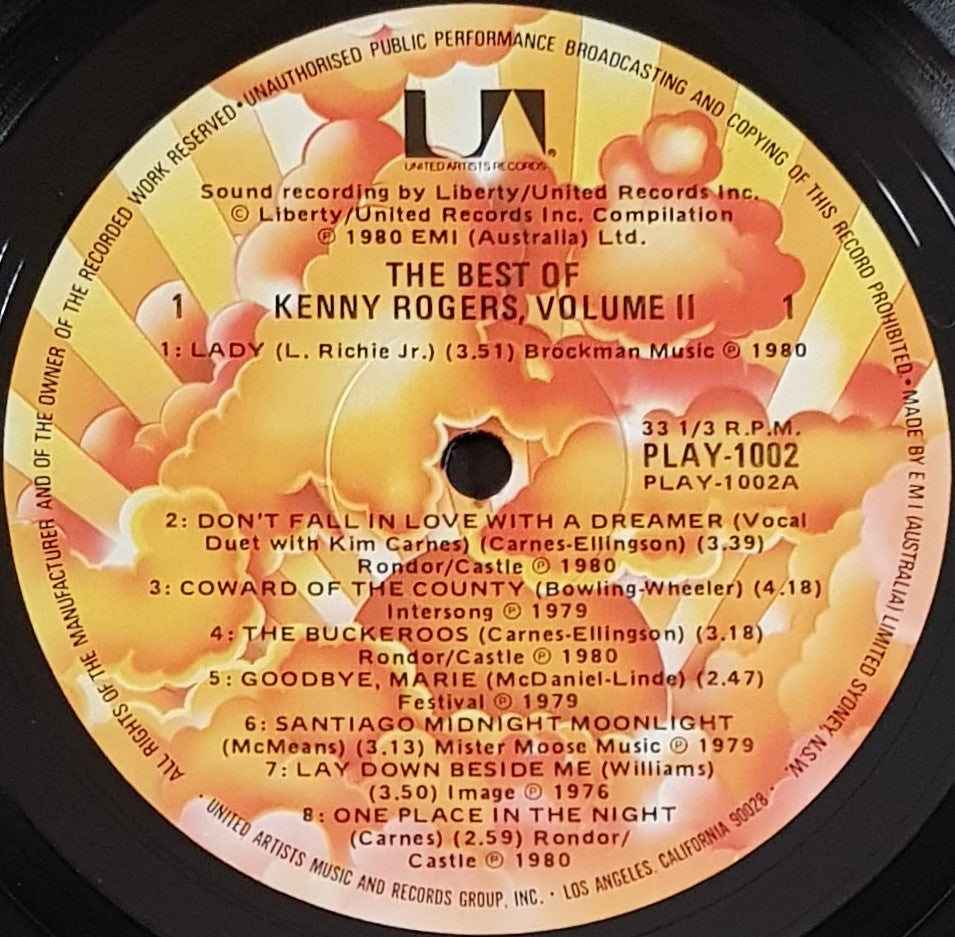 ALL RIGHTS OF THE MANUFACTURER AND OF THE OWNER OF THE RECORDED WORK RESERVED • UNAUTHORISED PUBLIC PERFORMANCE BROADCASTING AND COPYING OF THIS RECORD PROHIBITED. • MADE BY E M I (AUSTRALIA) LIMITED SYDNEY, N.S.W.
UA®
UNITED ARTISTS RECORDS
Sound recording by Liberty/United Records Inc.
© Liberty/United Records Inc. Compilation
℗ 1980 EMI (Australia) Ltd.
THE BEST OF
1 KENNY ROGERS, VOLUME II 1
1: LADY (L. Richie Jr.) (3.51) Brockman Music ℗ 1980
33 1/3 R.P.M.
PLAY-1002
PLAY-1002A
2: DON'T FALL IN LOVE WITH A DREAMER (Vocal
Duet with Kim Carnes) (Carnes-Ellingson) (3.39)
Rondor/Castle ℗ 1980
3: COWARD OF THE COUNTY (Bowling-Wheeler) (4.18)
Intersong ℗ 1979
4: THE BUCKEROOS (Carnes-Ellingson) (3.18)
Rondor/Castle ℗ 1980
5: GOODBYE, MARIE (McDaniel-Linde) (2.47)
Festival ℗ 1979
6: SANTIAGO MIDNIGHT MOONLIGHT
(McMeans) (3.13) Mister Moose Music ℗ 1979
7: LAY DOWN BESIDE ME (Williams)
(3.50) Image ℗ 1976
8: ONE PLACE IN THE NIGHT
(Carnes) (2.59) Rondor/
Castle ℗ 1980
• UNITED ARTISTS MUSIC AND RECORDS GROUP, INC. • LOS ANGELES, CALIFORNIA 90028 •